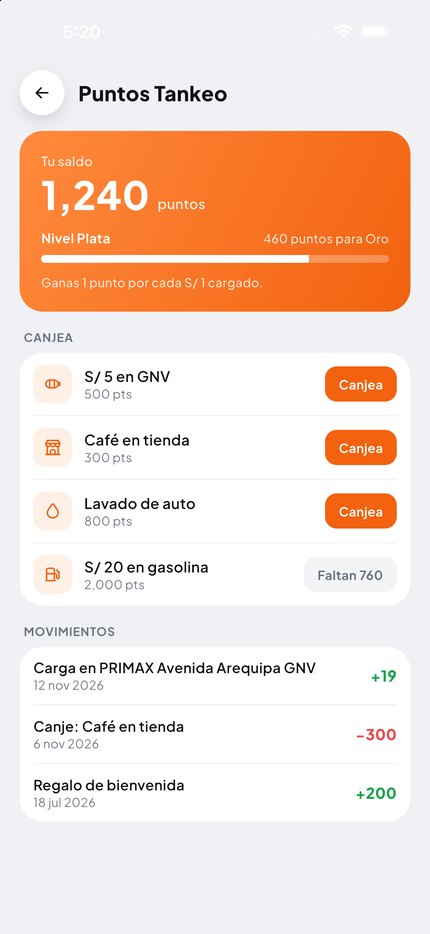 5:20
Puntos Tankeo
Tu saldo
1,240 puntos
Nivel Plata
460 puntos para Oro
Ganas 1 punto por cada S/ 1 cargado.
CANJEA
S/ 5 en GNV
500 pts
Canjea
Café en tienda
300 pts
Canjea
Lavado de auto
800 pts
Canjea
S/ 20 en gasolina
2,000 pts
Faltan 760
MOVIMIENTOS
Carga en PRIMAX Avenida Arequipa GNV
12 nov 2026
+19
Canje: Café en tienda
6 nov 2026
−300
Regalo de bienvenida
18 jul 2026
+200